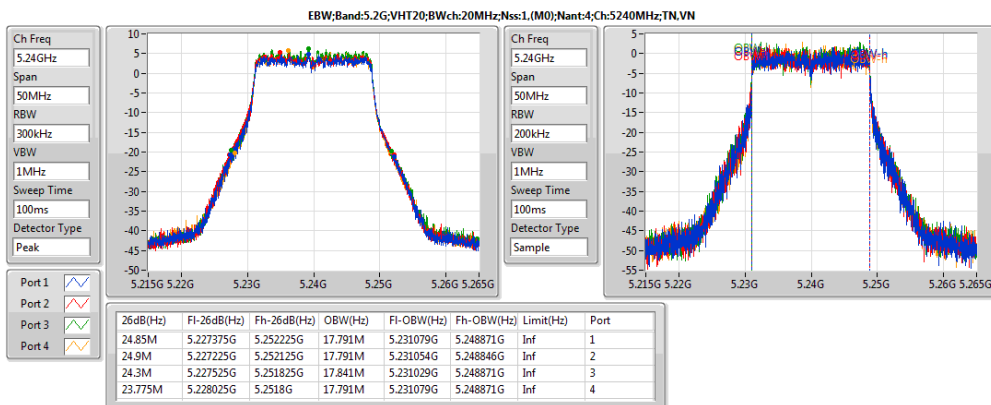 EBW;Band:5.2G;VHT20;BWch:20MHz;Nss:1,(M0);Nant:4;Ch:5240MHz;TN,VN
Ch Freq
5.24GHz
Span
50MHz
RBW
300kHz
VBW
1MHz
Sweep Time
100ms
Detector Type
Peak
10
5
0
-5
-10
-15
-20
-25
-30
-35
-40
-45
-50
5.215G 5.22G 5.23G 5.24G 5.25G 5.26G 5.265G
Ch Freq
5.24GHz
Span
50MHz
RBW
200kHz
VBW
1MHz
Sweep Time
100ms
Detector Type
Sample
5
0
-5
-10
-15
-20
-25
-30
-35
-40
-45
-50
-55
5.215G 5.22G 5.23G 5.24G 5.25G 5.26G 5.265G
Port 1
Port 2
Port 3
Port 4
26dB(Hz) Fl-26dB(Hz) Fh-26dB(Hz) OBW(Hz) Fl-OBW(Hz) Fh-OBW(Hz) Limit(Hz) Port
24.85M 5.227375G 5.252225G 17.791M 5.231079G 5.248871G Inf 1
24.9M 5.227225G 5.252125G 17.791M 5.231054G 5.248846G Inf 2
24.3M 5.227525G 5.251825G 17.841M 5.231029G 5.248871G Inf 3
23.775M 5.228025G 5.2518G 17.791M 5.231079G 5.248871G Inf 4